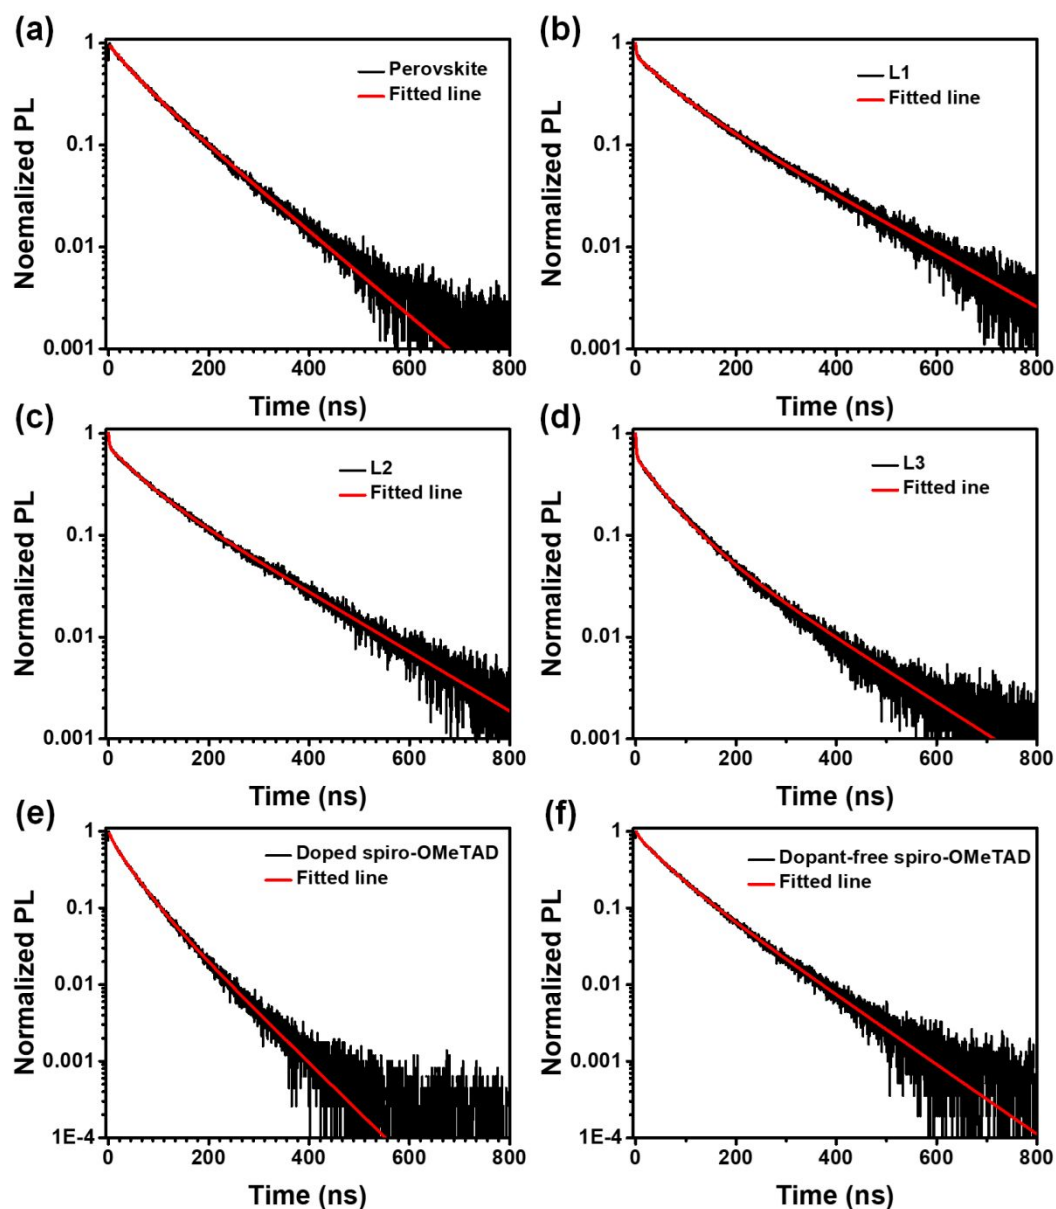 (a)
Noemalized PL
1
0.1
0.01
0.001
Perovskite
Fitted line
0 200 400 600 800
Time (ns)
(b)
Normalized PL
1
0.1
0.01
0.001
L1
Fitted line
0 200 400 600 800
Time (ns)
(c)
Normalized PL
1
0.1
0.01
0.001
L2
Fitted line
0 200 400 600 800
Time (ns)
(d)
Normalized PL
1
0.1
0.01
0.001
L3
Fitted ine
0 200 400 600 800
Time (ns)
(e)
Normalized PL
1
0.1
0.01
0.001
1E-4
Doped spiro-OMeTAD
Fitted line
0 200 400 600 800
Time (ns)
(f)
Normalized PL
1
0.1
0.01
0.001
1E-4
Dopant-free spiro-OMeTAD
Fitted line
0 200 400 600 800
Time (ns)